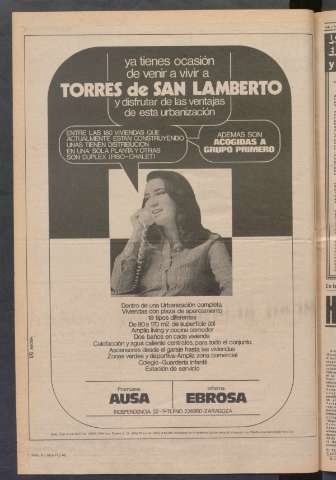 ya tienes ocasión
de venir a vivir a
TORRES de SAN LAMBERTO
y disfrutar de las ventajas
de esta urbanización
ENTRE LAS 180 VIVIENDAS QUE
ACTUALMENTE ESTAN CONSTRUYENDO
UNAS TIENEN DISTRIBUCION
EN UNA SOLA PLANTA Y OTRAS
SON DUPLEX (PISO-CHALET)
ADEMAS SON
ACOGIDAS A
GRUPO PRIMERO
Dentro de una Urbanización completa
Viviendas con plaza de aparcamiento
18 tipos diferentes
De 80 a 170 m2. de superficie útil
Amplio living y cocina comedor
Dos baños en cada vivienda
Calefacción y agua caliente centrales, para todo el conjunto
Ascensores desde el garaje hasta las viviendas
Zonas verdes y deportiva-Amplia zona comercial
Colegio-Guardería infantil
Estación de servicio
Promueve
AUSA
informa
EBROSA
INDEPENDENCIA ZARAGOZA